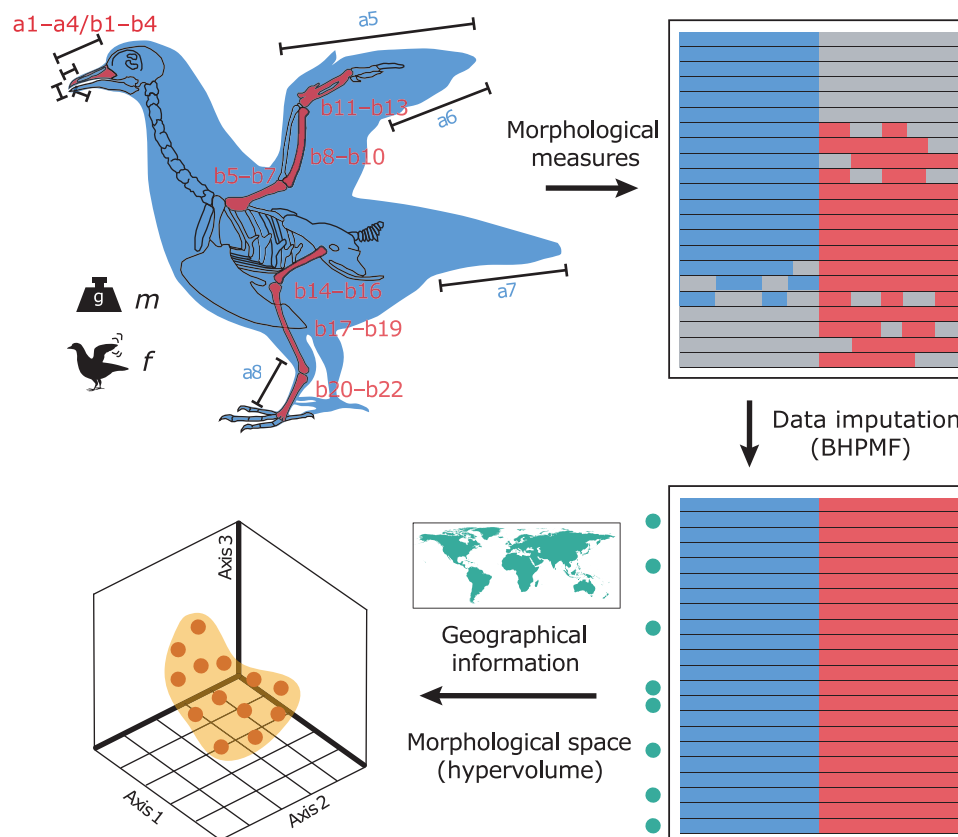 a1–a4/b1–b4
a5
b11–b13
a6
b8–b10
b5–b7
Morphological
measures
a7
b14–b16
g
m
b17–b19
f
a8
b20–b22
Data imputation
(BHPMF)
Axis 3
Geographical
information
Morphological space
(hypervolume)
Axis 1
Axis 2